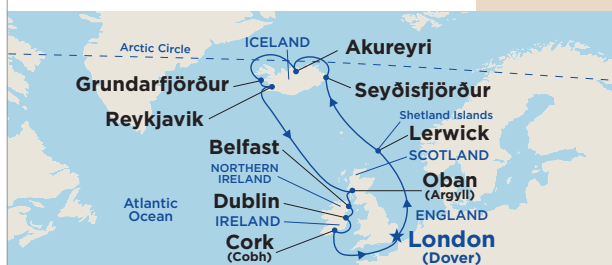 Arctic Circle
ICELAND
Akureyri
Grundarfjörður
Seyðisfjörður
Reykjavik
Shetland Islands
Lerwick
Belfast
SCOTLAND
NORTHERN
IRELAND
Oban
(Argyll)
Atlantic
Ocean
Dublin
ENGLAND
IRELAND
Cork
(Cobh)
London
(Dover)